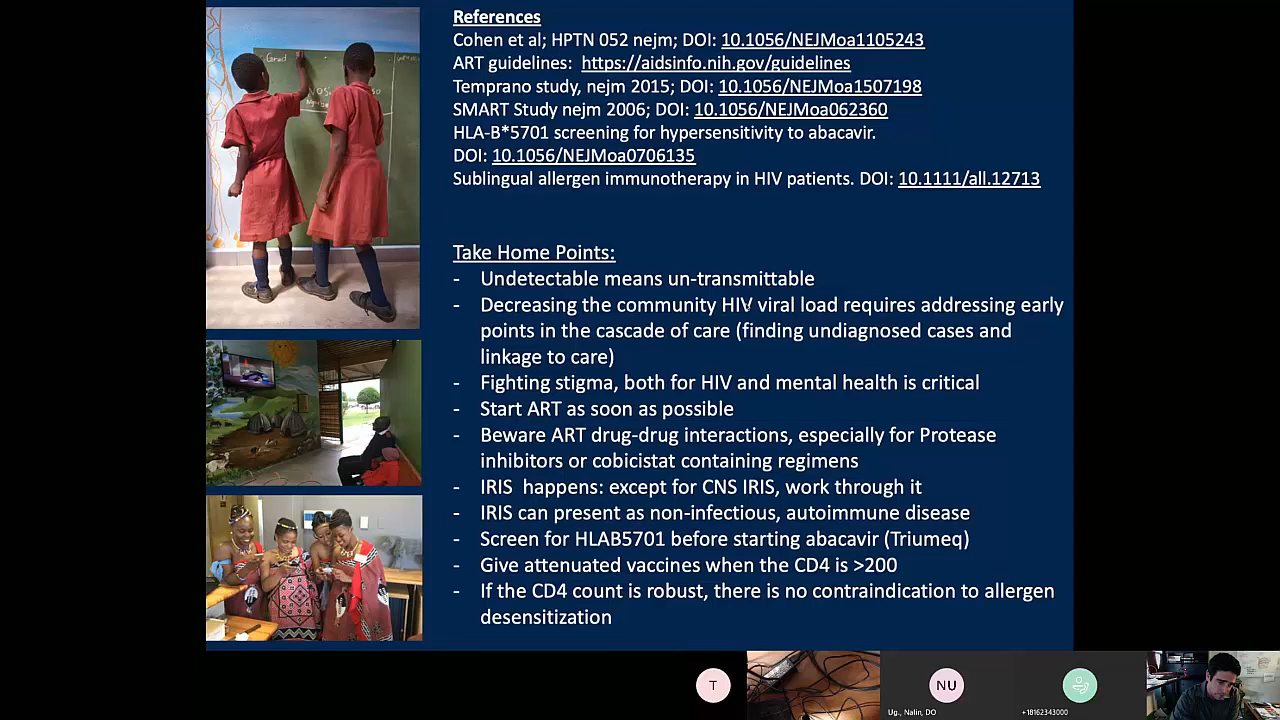 References
Cohen et al; HPTN 052 nejm; DOI: 10.1056/NEJMoa1105243
ART guidelines: https://aidsinfo.nih.gov/guidelines
Temprano study, nejm 2015; DOI: 10.1056/NEJMoa1507198
SMART Study nejm 2006; DOI: 10.1056/NEJMoa062360
HLA-B*5701 screening for hypersensitivity to abacavir.
DOI: 10.1056/NEJMoa0706135
Sublingual allergen immunotherapy in HIV patients. DOI: 10.1111/all.12713
Take Home Points:
- Undetectable means un-transmittable
- Decreasing the community HIV viral load requires addressing early
points in the cascade of care (finding undiagnosed cases and
linkage to care)
- Fighting stigma, both for HIV and mental health is critical
- Start ART as soon as possible
- Beware ART drug-drug interactions, especially for Protease
inhibitors or cobicistat containing regimens
- IRIS happens: except for CNS IRIS, work through it
- IRIS can present as non-infectious, autoimmune disease
- Screen for HLAB5701 before starting abacavir (Triumeq)
- Give attenuated vaccines when the CD4 is >200
- If the CD4 count is robust, there is no contraindication to allergen
desensitization
T
NU
Ug., Nalin, DO
+18162343000